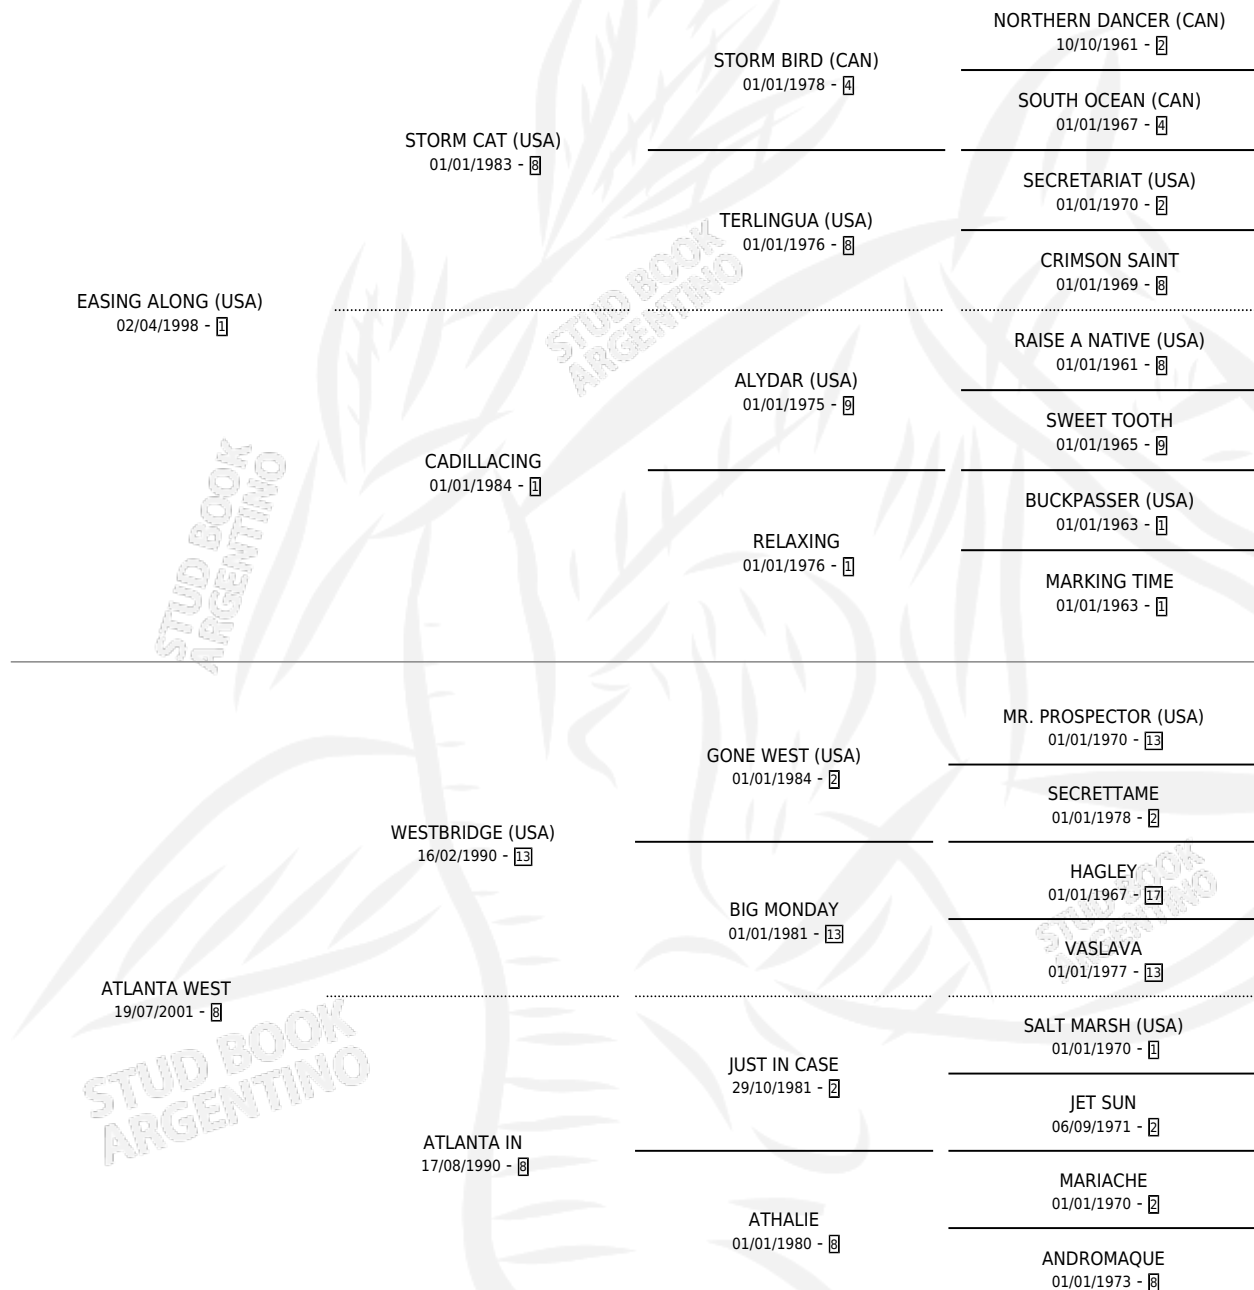 NORTHERN DANCER (CAN)
10/10/1961 - 2
STORM BIRD (CAN)
01/01/1978 - 4
SOUTH OCEAN (CAN)
01/01/1967 - 4
STORM CAT (USA)
01/01/1983 - 8
SECRETARIAT (USA)
01/01/1970 - 2
TERLINGUA (USA)
01/01/1976 - 8
CRIMSON SAINT
01/01/1969 - 8
EASING ALONG (USA)
02/04/1998 - 1
STUD BOOK
ARGENTINO
RAISE A NATIVE (USA)
01/01/1961 - 8
ALYDAR (USA)
01/01/1975 - 9
SWEET TOOTH
01/01/1965 - 9
CADILLACING
01/01/1984 - 1
BUCKPASSER (USA)
01/01/1963 - 1
RELAXING
01/01/1976 - 1
MARKING TIME
01/01/1963 - 1
STUD BOOK
ARGENTINO
MR. PROSPECTOR (USA)
01/01/1970 - 13
GONE WEST (USA)
01/01/1984 - 2
SECRETTAME
01/01/1978 - 2
WESTBRIDGE (USA)
16/02/1990 - 13
HAGLEY
01/01/1967 - 17
BIG MONDAY
01/01/1981 - 13
VASLAVA
01/01/1977 - 13
STUD BOOK
ARGENTINO
ATLANTA WEST
19/07/2001 - 8
SALT MARSH (USA)
01/01/1970 - 1
JUST IN CASE
29/10/1981 - 2
JET SUN
06/09/1971 - 2
ATLANTA IN
17/08/1990 - 8
MARIACHE
01/01/1970 - 2
ATHALIE
01/01/1980 - 8
ANDROMAQUE
01/01/1973 - 8
STUD BOOK
ARGENTINO